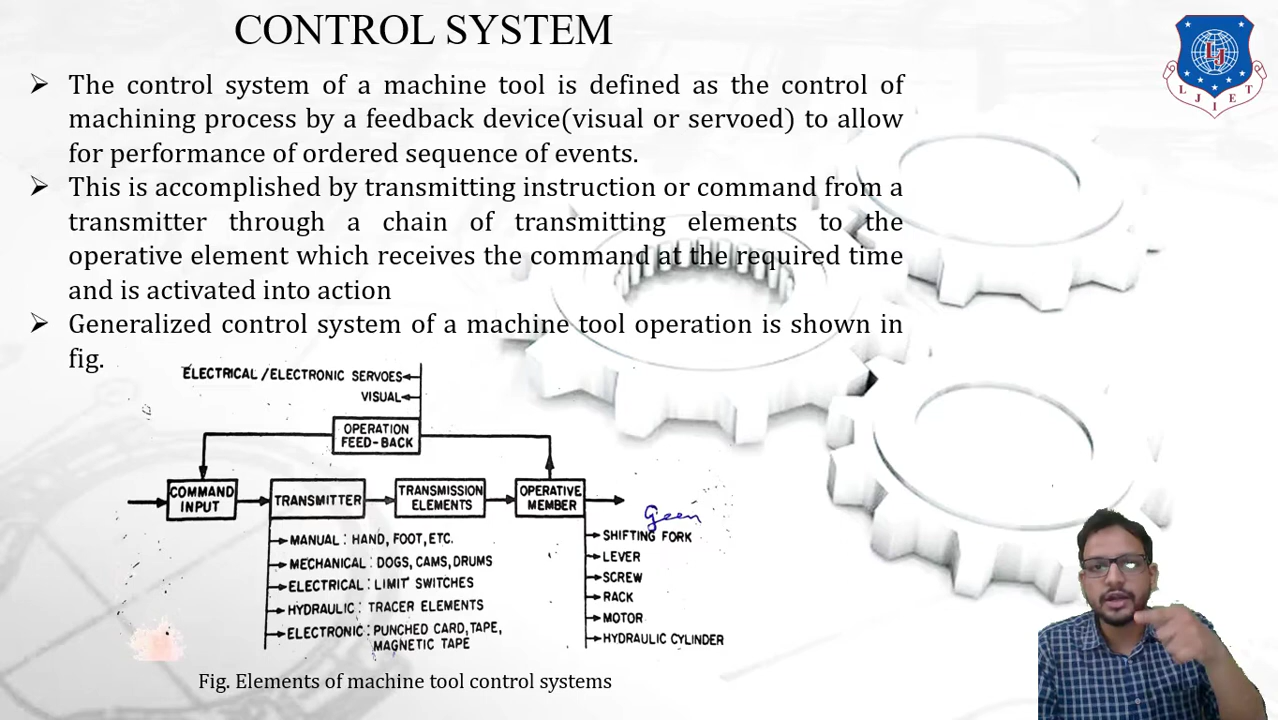 CONTROL SYSTEM
LJIET
➢ The control system of a machine tool is defined as the control of
machining process by a feedback device(visual or servoed) to allow
for performance of ordered sequence of events.
➢ This is accomplished by transmitting instruction or command from a
transmitter through a chain of transmitting elements to the
operative element which receives the command at the required time
and is activated into action
➢ Generalized control system of a machine tool operation is shown in
fig.
ELECTRICAL/ELECTRONIC SERVOES
VISUAL
OPERATION
FEED-BACK
COMMAND
INPUT
TRANSMITTER
TRANSMISSION
ELEMENTS
OPERATIVE
MEMBER
MANUAL : HAND, FOOT, ETC.
MECHANICAL : DOGS, CAMS, DRUMS
ELECTRICAL : LIMIT SWITCHES
HYDRAULIC : TRACER ELEMENTS
ELECTRONIC : PUNCHED CARD, TAPE,
MAGNETIC TAPE
SHIFTING FORK
LEVER
SCREW
RACK
MOTOR
HYDRAULIC CYLINDER
Fig. Elements of machine tool control systems